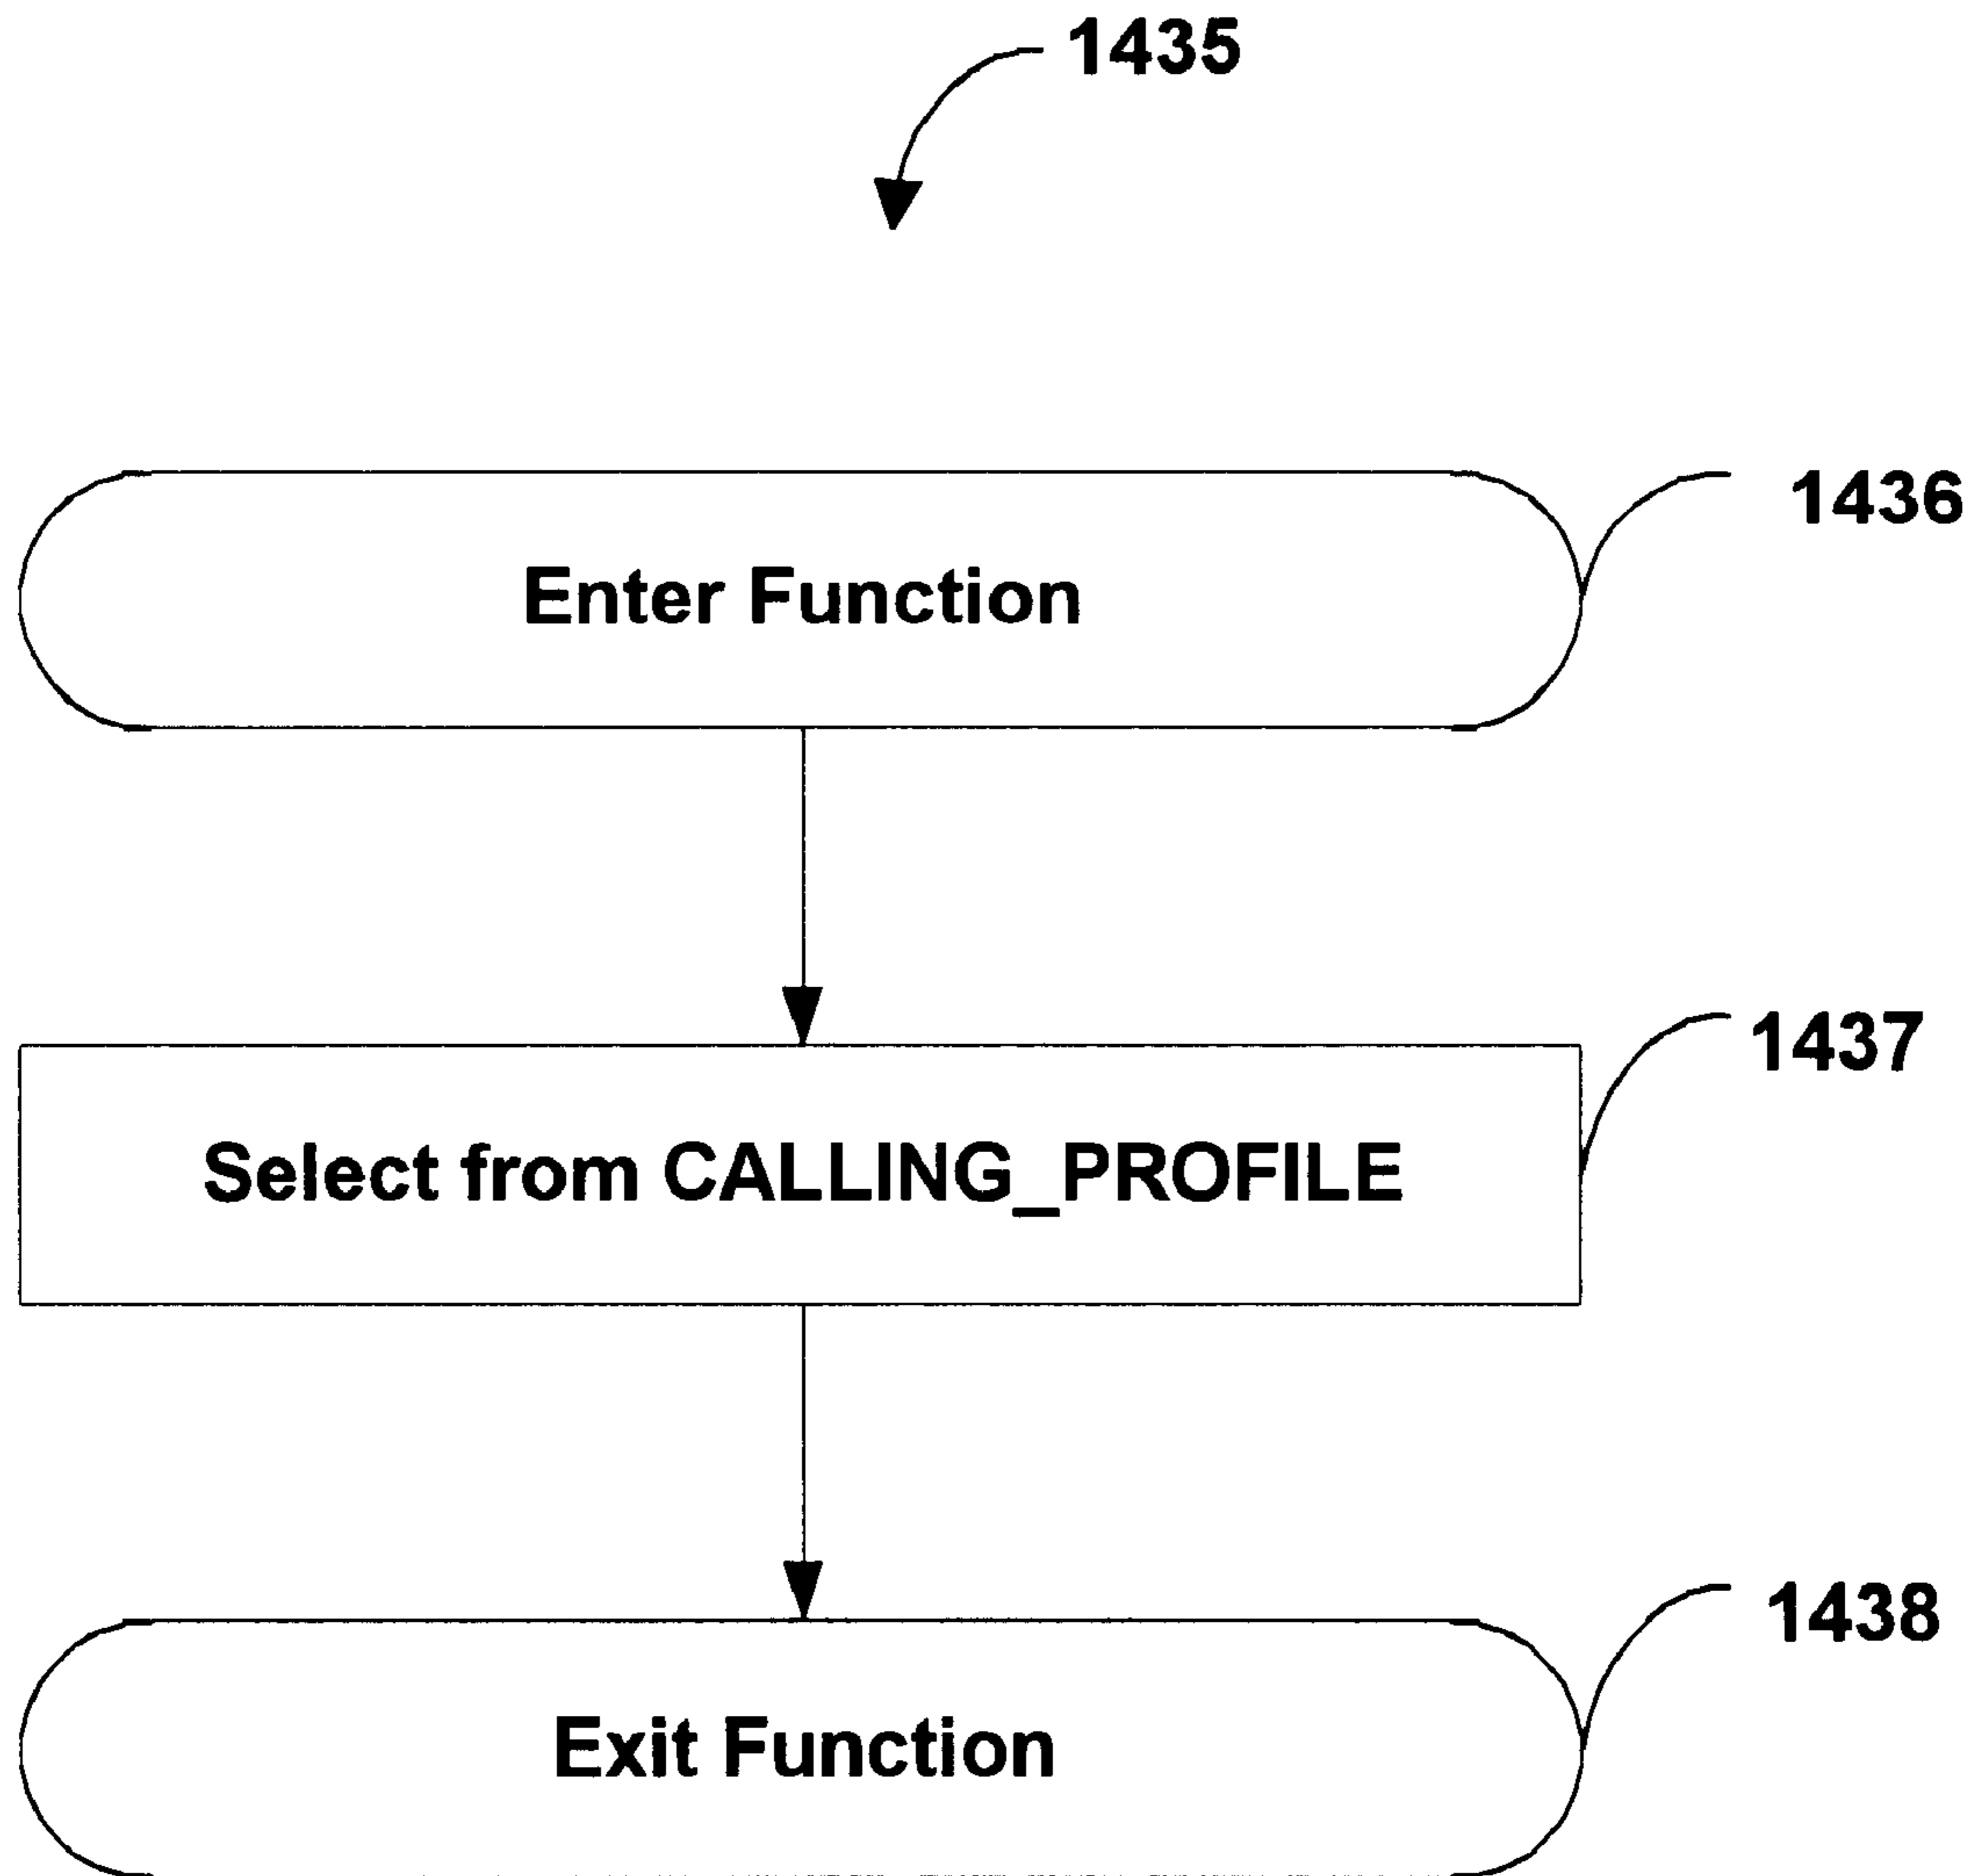 1435
1436
Enter Function
1437
Select from CALLING_PROFILE
1438
Exit Function